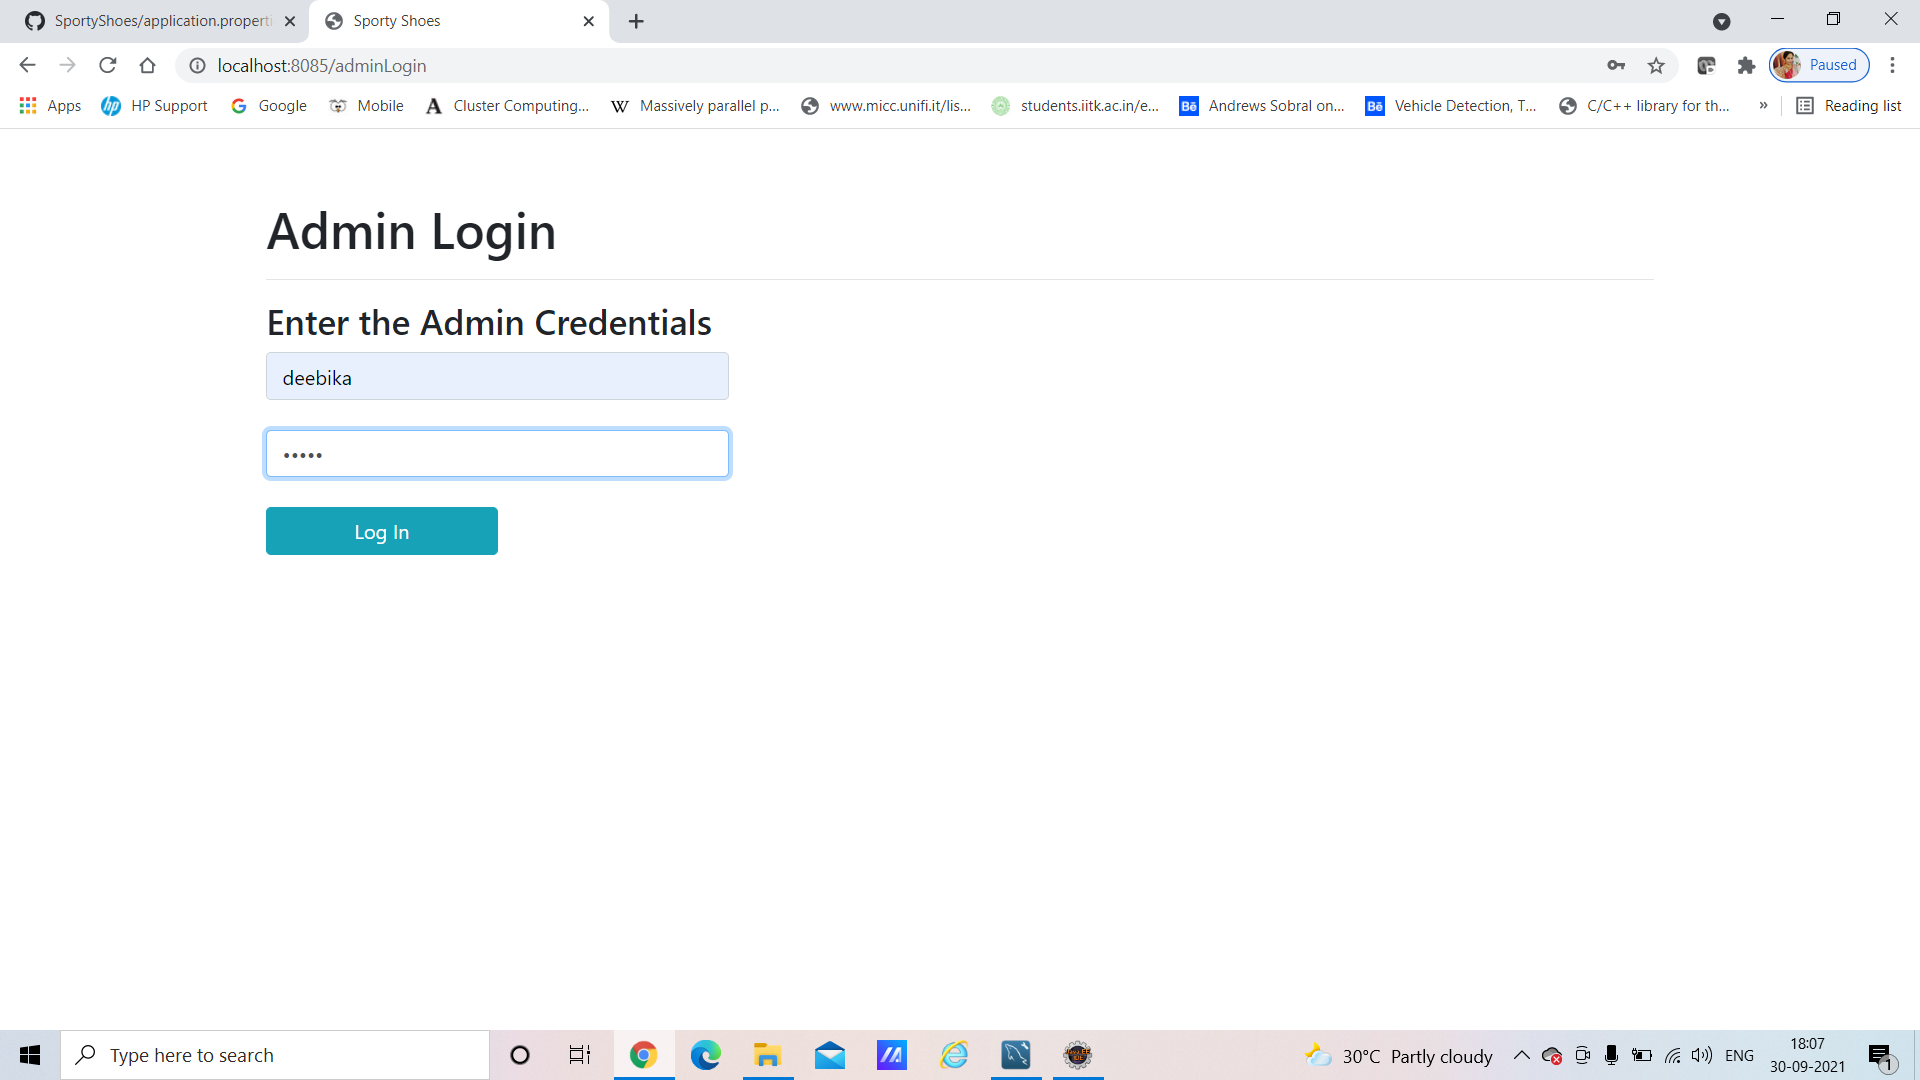 SportyShoes/application.properti
Sporty Shoes
localhost:8085/adminLogin
Paused
Apps
HP Support
Google
Mobile
Cluster Computing...
Massively parallel p...
www.micc.unifi.it/lis...
students.iitk.ac.in/e...
Bē Andrews Sobral on...
Bē Vehicle Detection, T...
C/C++ library for th...
»
Reading list
Admin Login
Enter the Admin Credentials
deebika
•••••
Log In
Type here to search
30°C Partly cloudy
ENG
18:07
30-09-2021
1